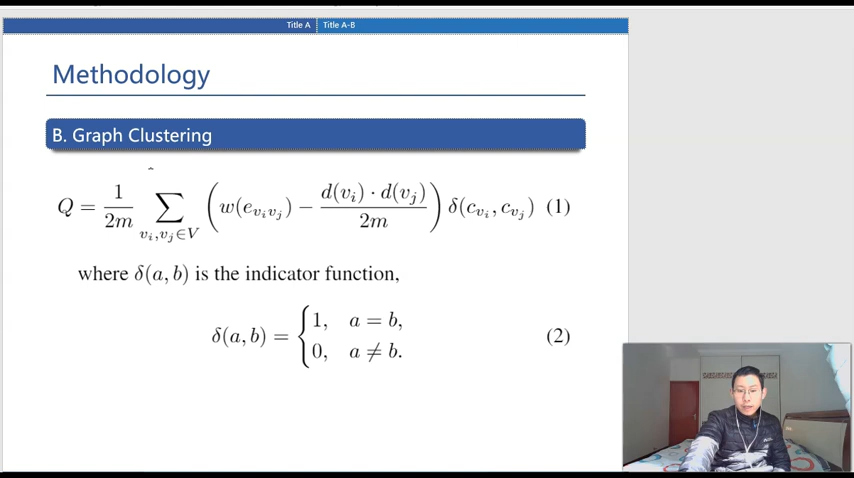 Title A Title A-B
Methodology
B. Graph Clustering
Q = \frac{1}{2m} \sum_{v_i, v_j \in V} \left( w(e_{v_i v_j}) - \frac{d(v_i) \cdot d(v_j)}{2m} \right) \delta(c_{v_i}, c_{v_j}) (1)
where δ(a, b) is the indicator function,
\delta(a, b) = \begin{cases} 1, & a = b, \\ 0, & a \neq b. \end{cases} (2)